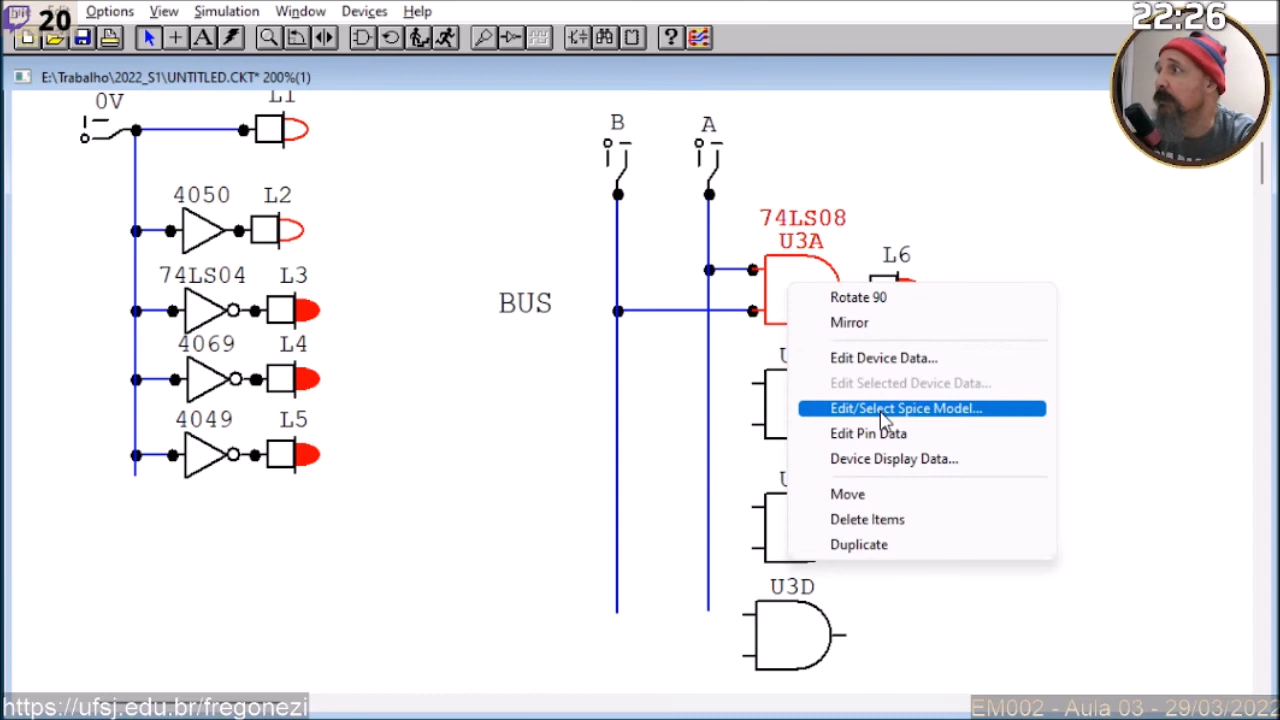 20
Edit Options View Simulation Window Devices Help
22:26
E:\Trabalho\2022_S1\UNTITLED.CKT* 200%(1)
0V
L1
B
A
4050
L2
74LS08
U3A
L6
74LS04
L3
BUS
4069
L4
4049
L5
Rotate 90
Mirror
Edit Device Data...
Edit Selected Device Data...
Edit/Select Spice Model...
Edit Pin Data
Device Display Data...
Move
Delete Items
Duplicate
U
U
U3D
https://ufsj.edu.br/fregonezi
EM002 - Aula 03 - 29/03/2022